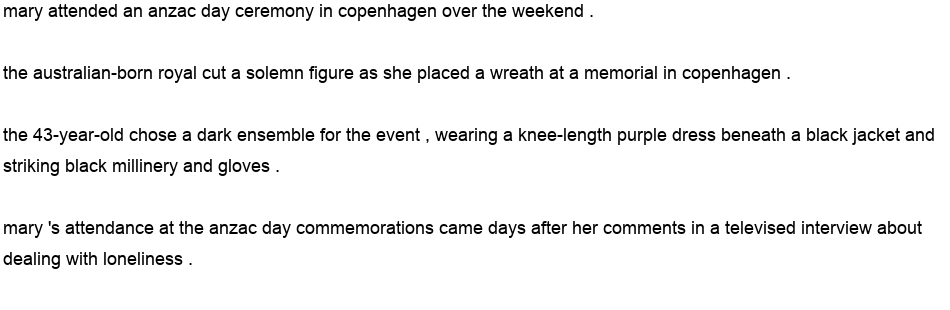 mary attended an anzac day ceremony in copenhagen over the weekend .
the australian-born royal cut a solemn figure as she placed a wreath at a memorial in copenhagen .
the 43-year-old chose a dark ensemble for the event , wearing a knee-length purple dress beneath a black jacket and
striking black millinery and gloves .
mary 's attendance at the anzac day commemorations came days after her comments in a televised interview about
dealing with loneliness .